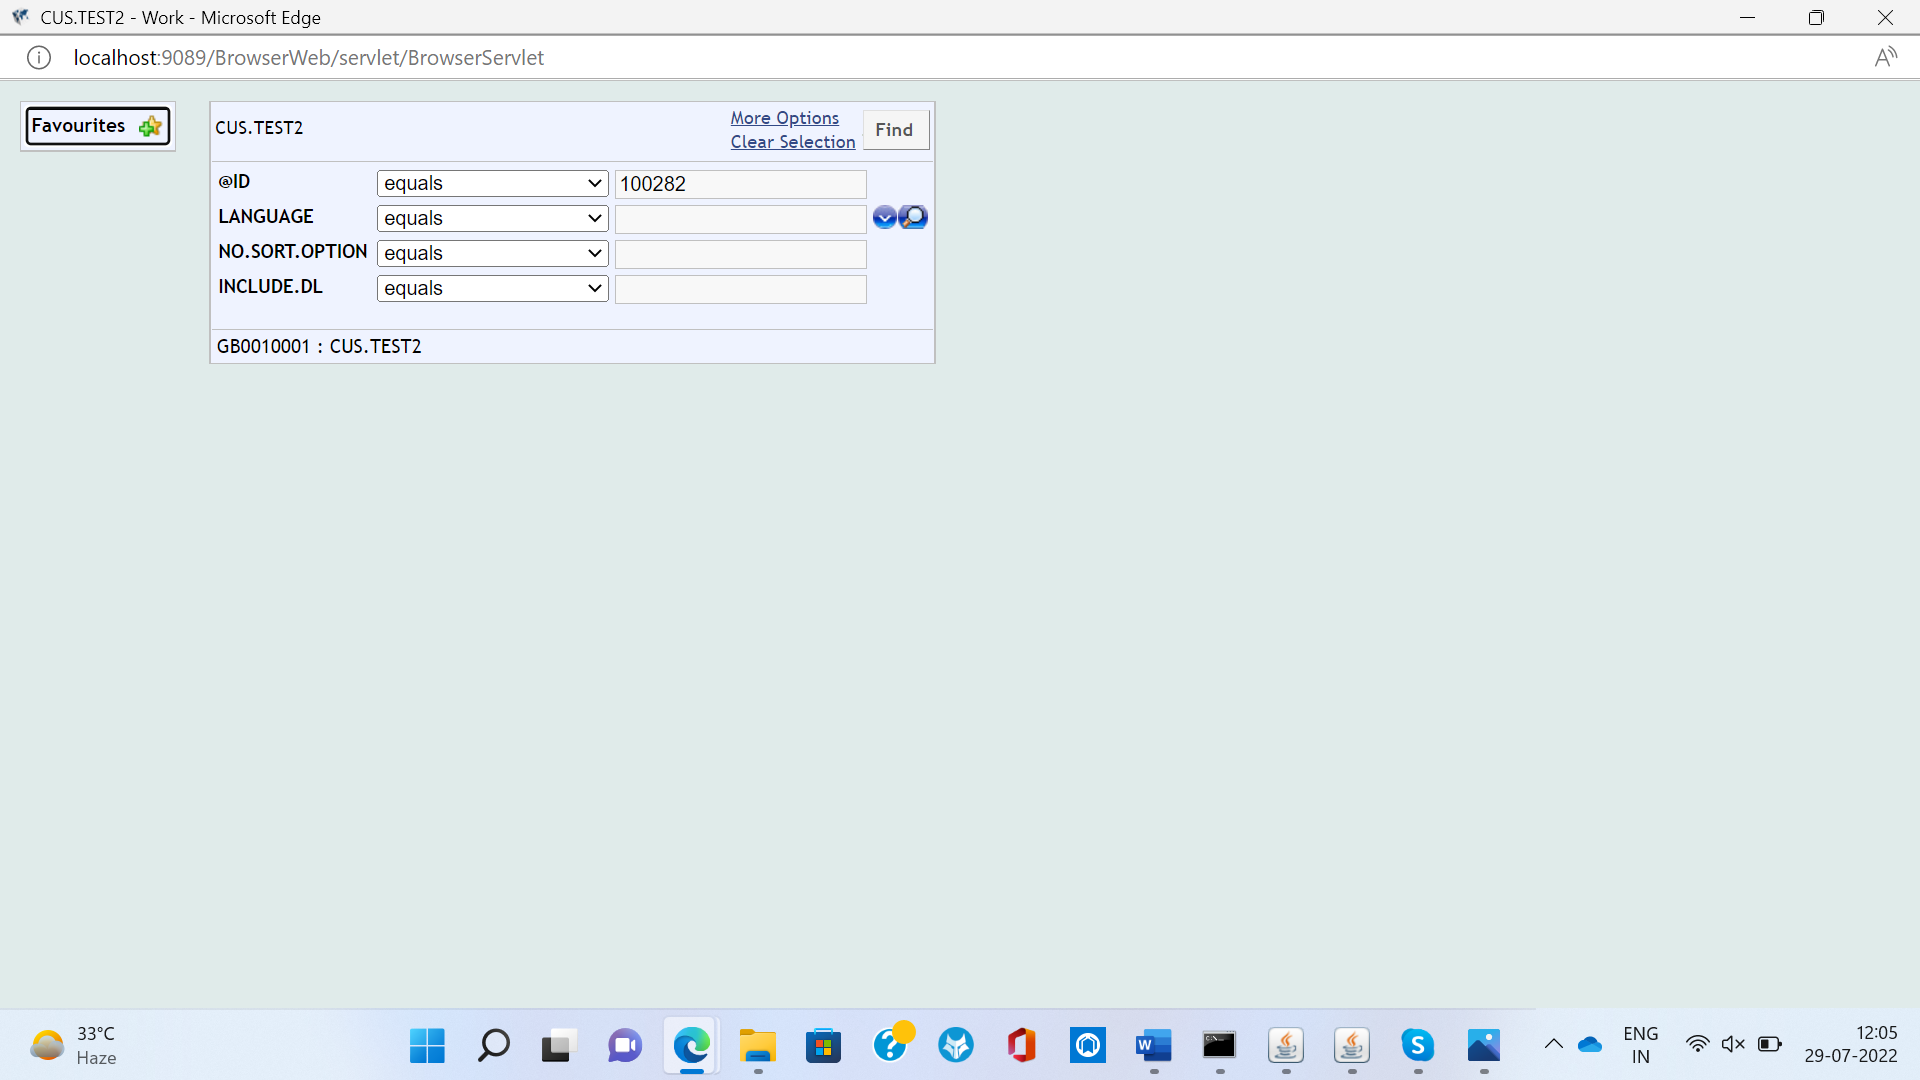 CUS.TEST2 - Work - Microsoft Edge
localhost:9089/BrowserWeb/servlet/BrowserServlet
Favourites
CUS.TEST2
More Options
Clear Selection
Find
@ID equals 100282
LANGUAGE equals
NO.SORT.OPTION equals
INCLUDE.DL equals
GB0010001 : CUS.TEST2
33°C
Haze
ENG
IN
12:05
29-07-2022